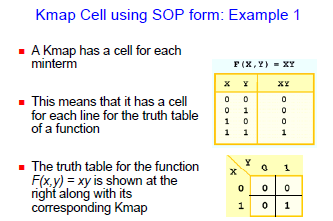 Kmap Cell using SOP form: Example 1
A Kmap has a cell for each
minterm
This means that it has a cell
for each line for the truth table
of a function
The truth table for the function
F(x,y) = xy is shown at the
right along with its
corresponding Kmap
F(X,Y) = XY
X Y XY
0 0 0
0 1 0
1 0 0
1 1 1
Y
X 0 1
0 0 0
1 0 1